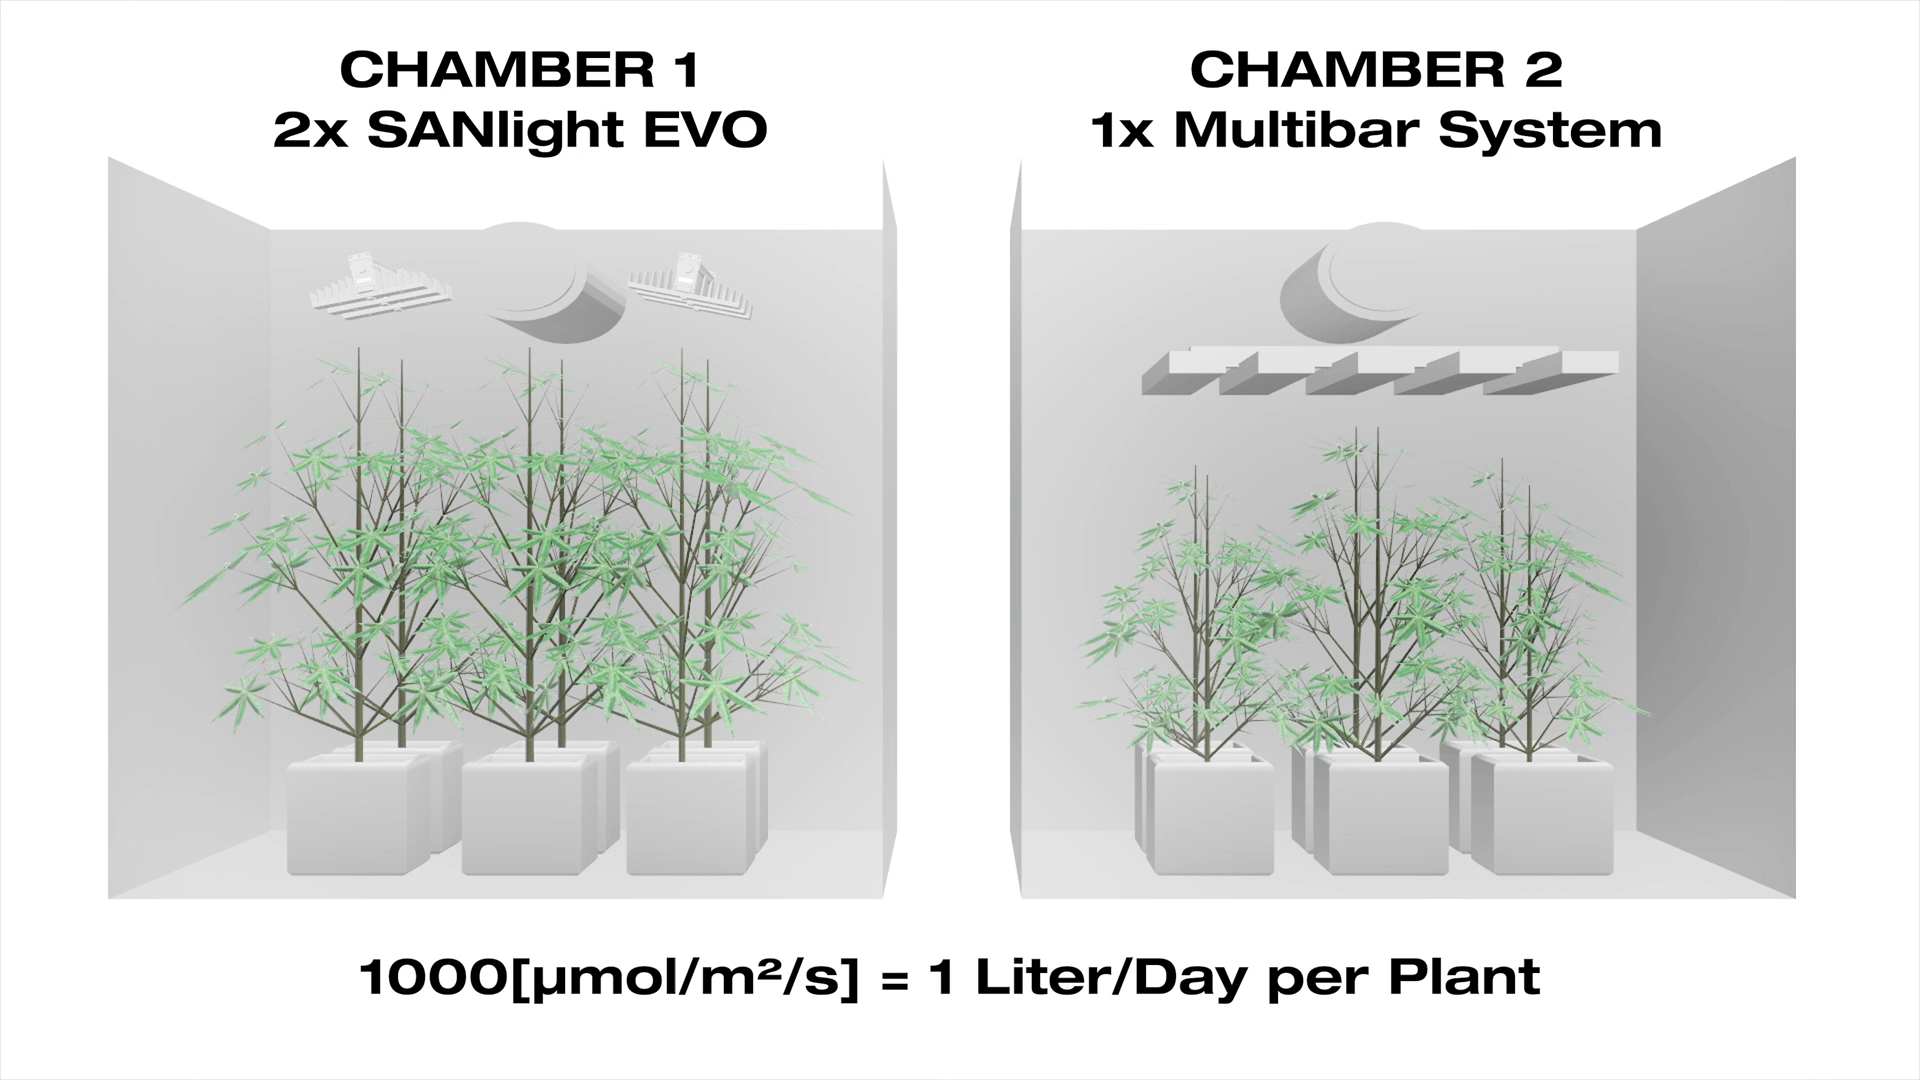 CHAMBER 1
2x SANlight EVO
CHAMBER 2
1x Multibar System
1000[µmol/m²/s] = 1 Liter/Day per Plant